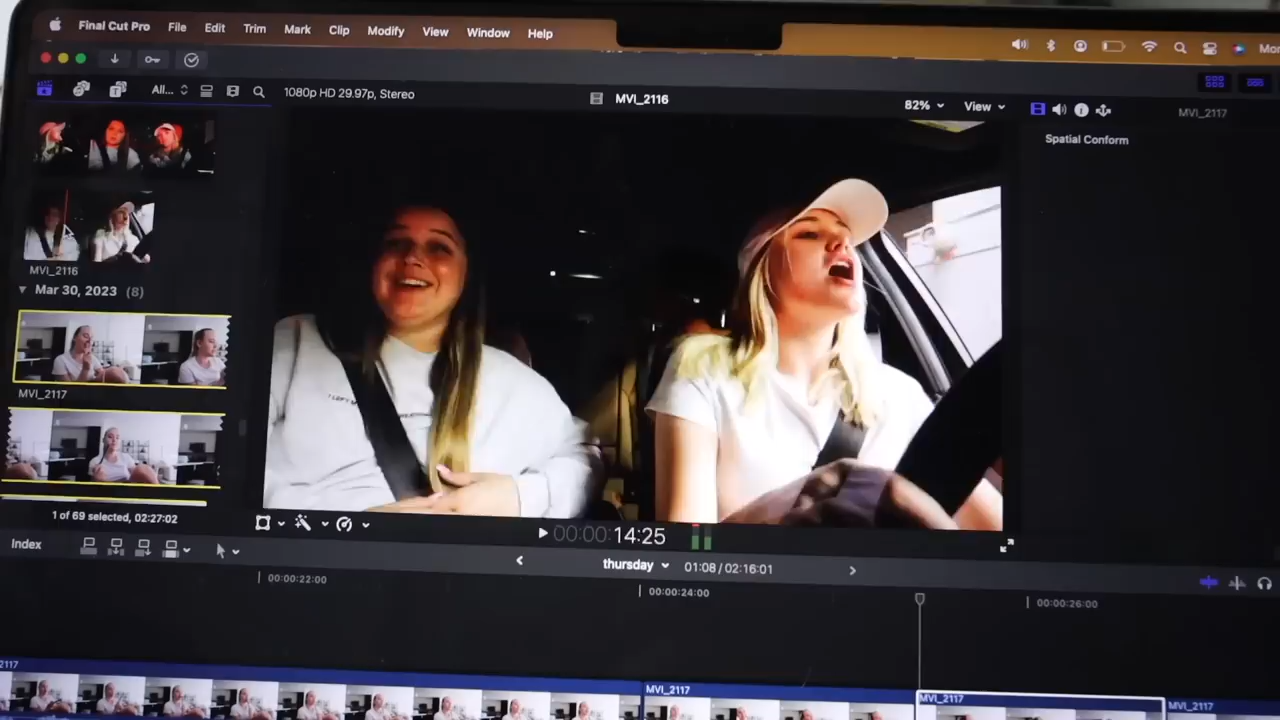 Final Cut Pro File Edit Trim Mark Clip Modify View Window Help
All...
1080p HD 29.97p, Stereo
MVI_2116
82%
View
MVI_2117
Spatial Conform
MVI_2116
Mar 30, 2023 (8)
MVI_2117
1 of 69 selected, 02:27:02
00:00:14:25
Index
thursday
01:08 / 02:16:01
00:00:22:00
00:00:24:00
00:00:26:00
2117
MVI_2117
MVI_2117
MVI_2117